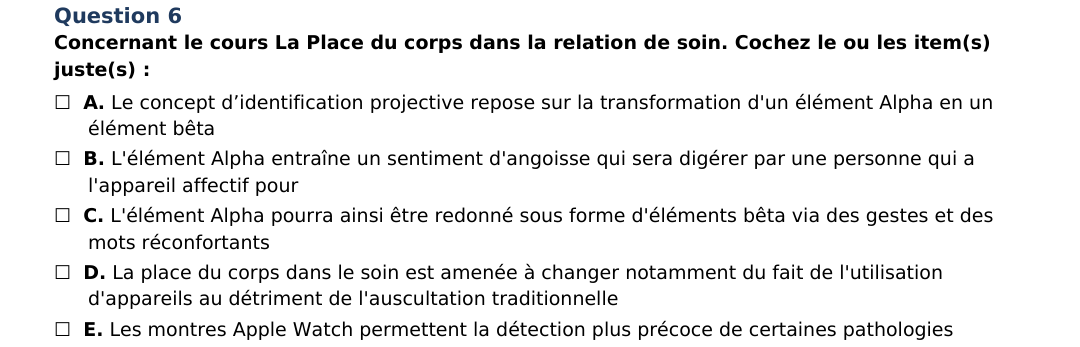 Question 6
Concernant le cours La Place du corps dans la relation de soin. Cochez le ou les item(s)
juste(s) :
☐ A. Le concept d’identification projective repose sur la transformation d'un élément Alpha en un
élément bêta
☐ B. L'élément Alpha entraîne un sentiment d'angoisse qui sera digérer par une personne qui a
l'appareil affectif pour
☐ C. L'élément Alpha pourra ainsi être redonné sous forme d'éléments bêta via des gestes et des
mots réconfortants
☐ D. La place du corps dans le soin est amenée à changer notamment du fait de l'utilisation
d'appareils au détriment de l'auscultation traditionnelle
☐ E. Les montres Apple Watch permettent la détection plus précoce de certaines pathologies